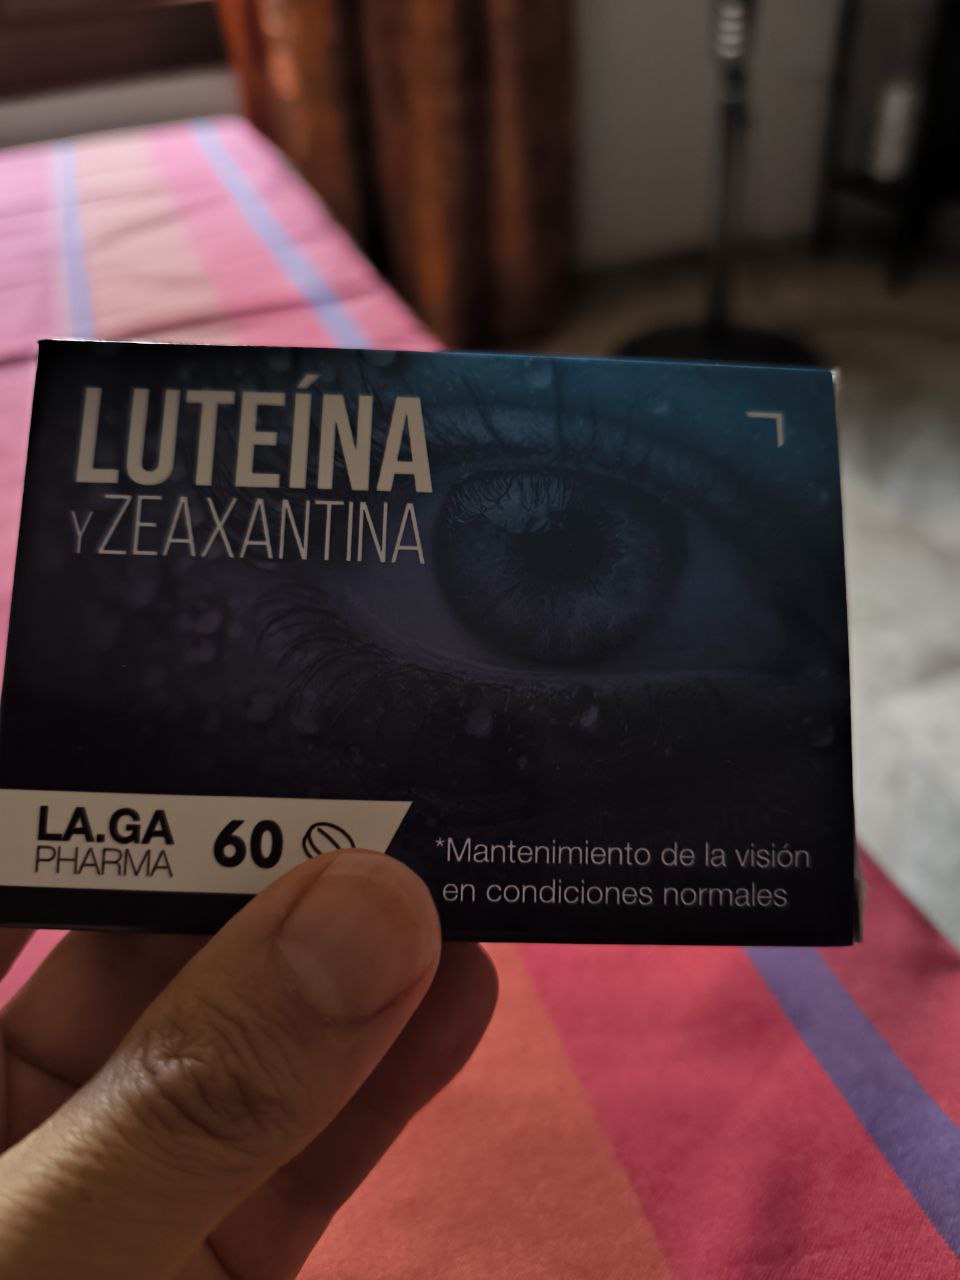 LUTEÍNA
Y ZEAXANTINA
LA.GA
PHARMA
60
*Mantenimiento de la visión
en condiciones normales